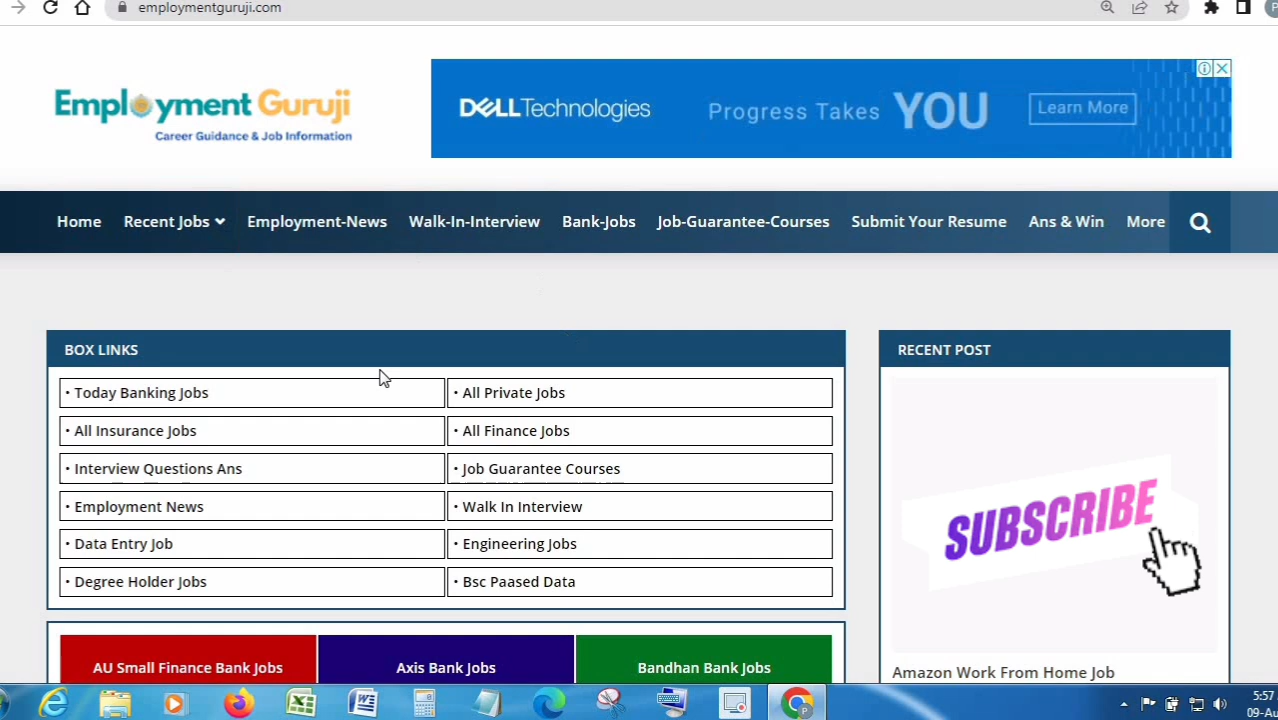 employmentguruji.com
P
Employment Guruji
Career Guidance & Job Information
DELLTechnologies
Progress Takes YOU
Learn More
Home
Recent Jobs
Employment-News
Walk-In-Interview
Bank-Jobs
Job-Guarantee-Courses
Submit Your Resume
Ans & Win
More
BOX LINKS
• Today Banking Jobs
• All Private Jobs
• All Insurance Jobs
• All Finance Jobs
• Interview Questions Ans
• Job Guarantee Courses
• Employment News
• Walk In Interview
• Data Entry Job
• Engineering Jobs
• Degree Holder Jobs
• Bsc Paased Data
AU Small Finance Bank Jobs
Axis Bank Jobs
Bandhan Bank Jobs
RECENT POST
SUBSCRIBE
Amazon Work From Home Job
5:57
09-Au